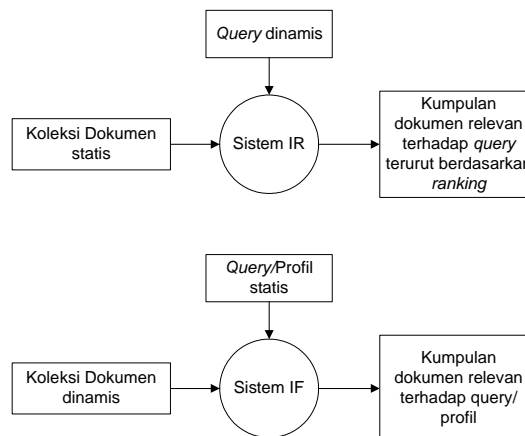 Query dinamis
Koleksi Dokumen
statis
Sistem IR
Kumpulan
dokumen relevan
terhadap query
terurut berdasarkan
ranking
Query/Profil
statis
Koleksi Dokumen
dinamis
Sistem IF
Kumpulan
dokumen relevan
terhadap query/
profil